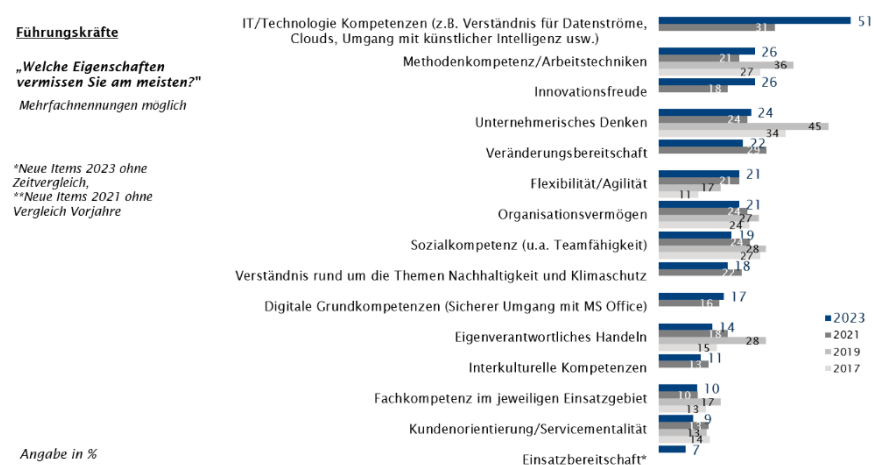 Führungskräfte
„Welche Eigenschaften
vermissen Sie am meisten?"
Mehrfachnennungen möglich
*Neue Items 2023 ohne
Zeitvergleich,
**Neue Items 2021 ohne
Vergleich Vorjahre
Angabe in %
IT/Technologie Kompetenzen (z.B. Verständnis für Datenströme,
Clouds, Umgang mit künstlicher Intelligenz usw.)
51
31
Methodenkompetenz/Arbeitstechniken
26
21
36
27
Innovationsfreude
26
18
Unternehmerisches Denken
24
24
45
34
Veränderungsbereitschaft
22
29
Flexibilität/Agilität
21
21
17
11
Organisationsvermögen
21
24
27
24
Sozialkompetenz (u.a. Teamfähigkeit)
19
24
28
27
Verständnis rund um die Themen Nachhaltigkeit und Klimaschutz
18
22
Digitale Grundkompetenzen (Sicherer Umgang mit MS Office)
17
16
Eigenverantwortliches Handeln
14
18
28
15
Interkulturelle Kompetenzen
11
13
Fachkompetenz im jeweiligen Einsatzgebiet
10
10
17
13
Kundenorientierung/Servicementalität
9
13
13
14
Einsatzbereitschaft*
7
2023
2021
2019
2017